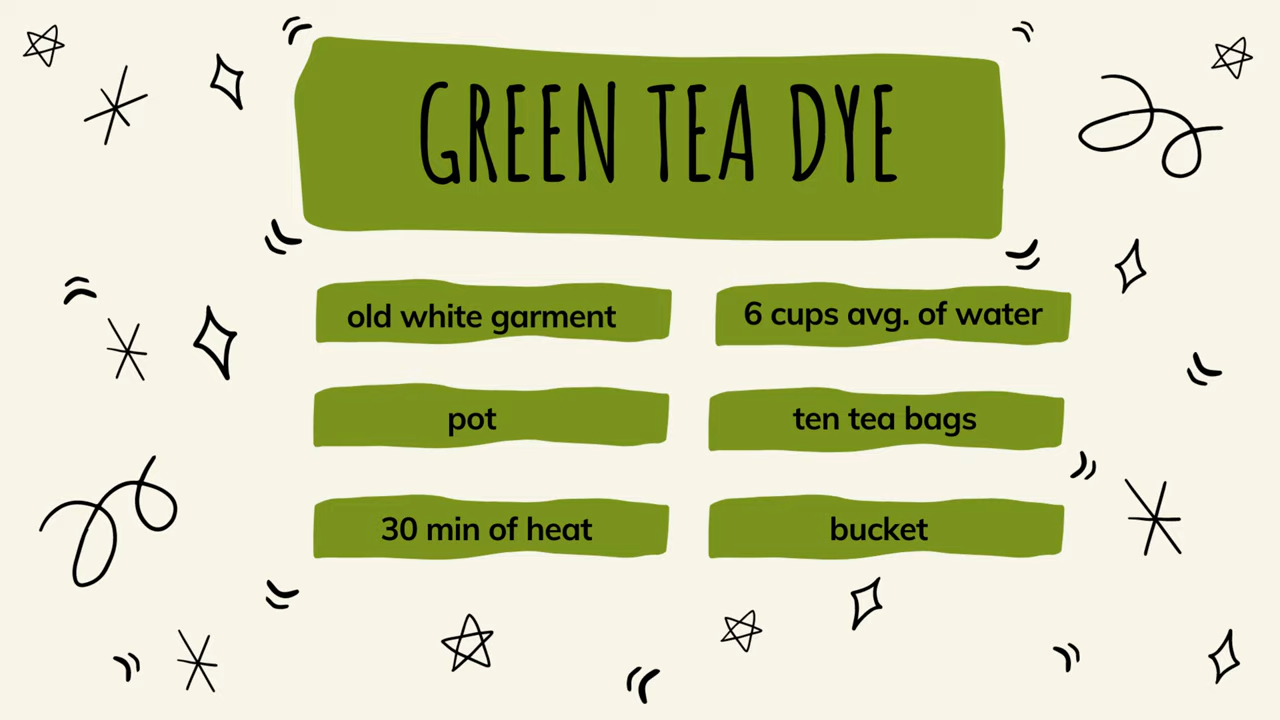 GREEN TEA DYE
old white garment
6 cups avg. of water
pot
ten tea bags
30 min of heat
bucket